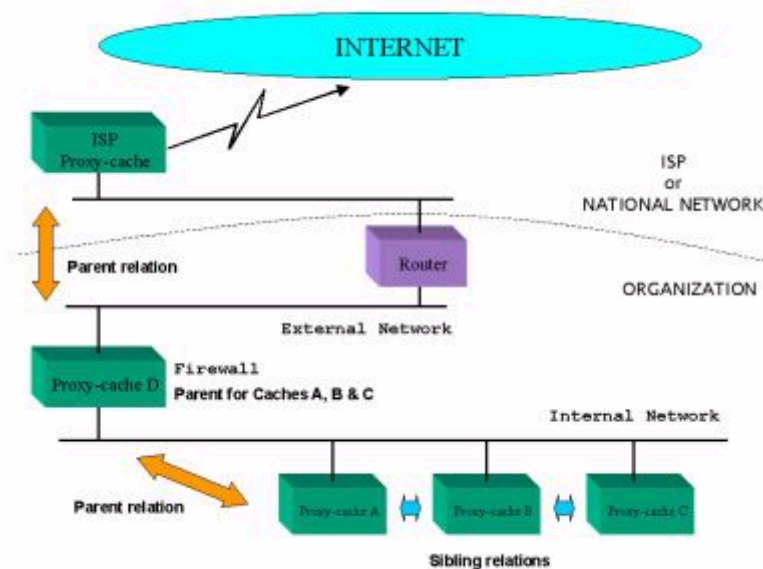 INTERNET
ISP
Proxy-cache
ISP
or
NATIONAL NETWORK
Parent relation
Router
ORGANIZATION
External Network
Proxy-cache D
Firewall
Parent for Caches A, B & C
Internal Network
Parent relation
Proxy-cache A
Proxy-cache B
Proxy-cache C
Sibling relations